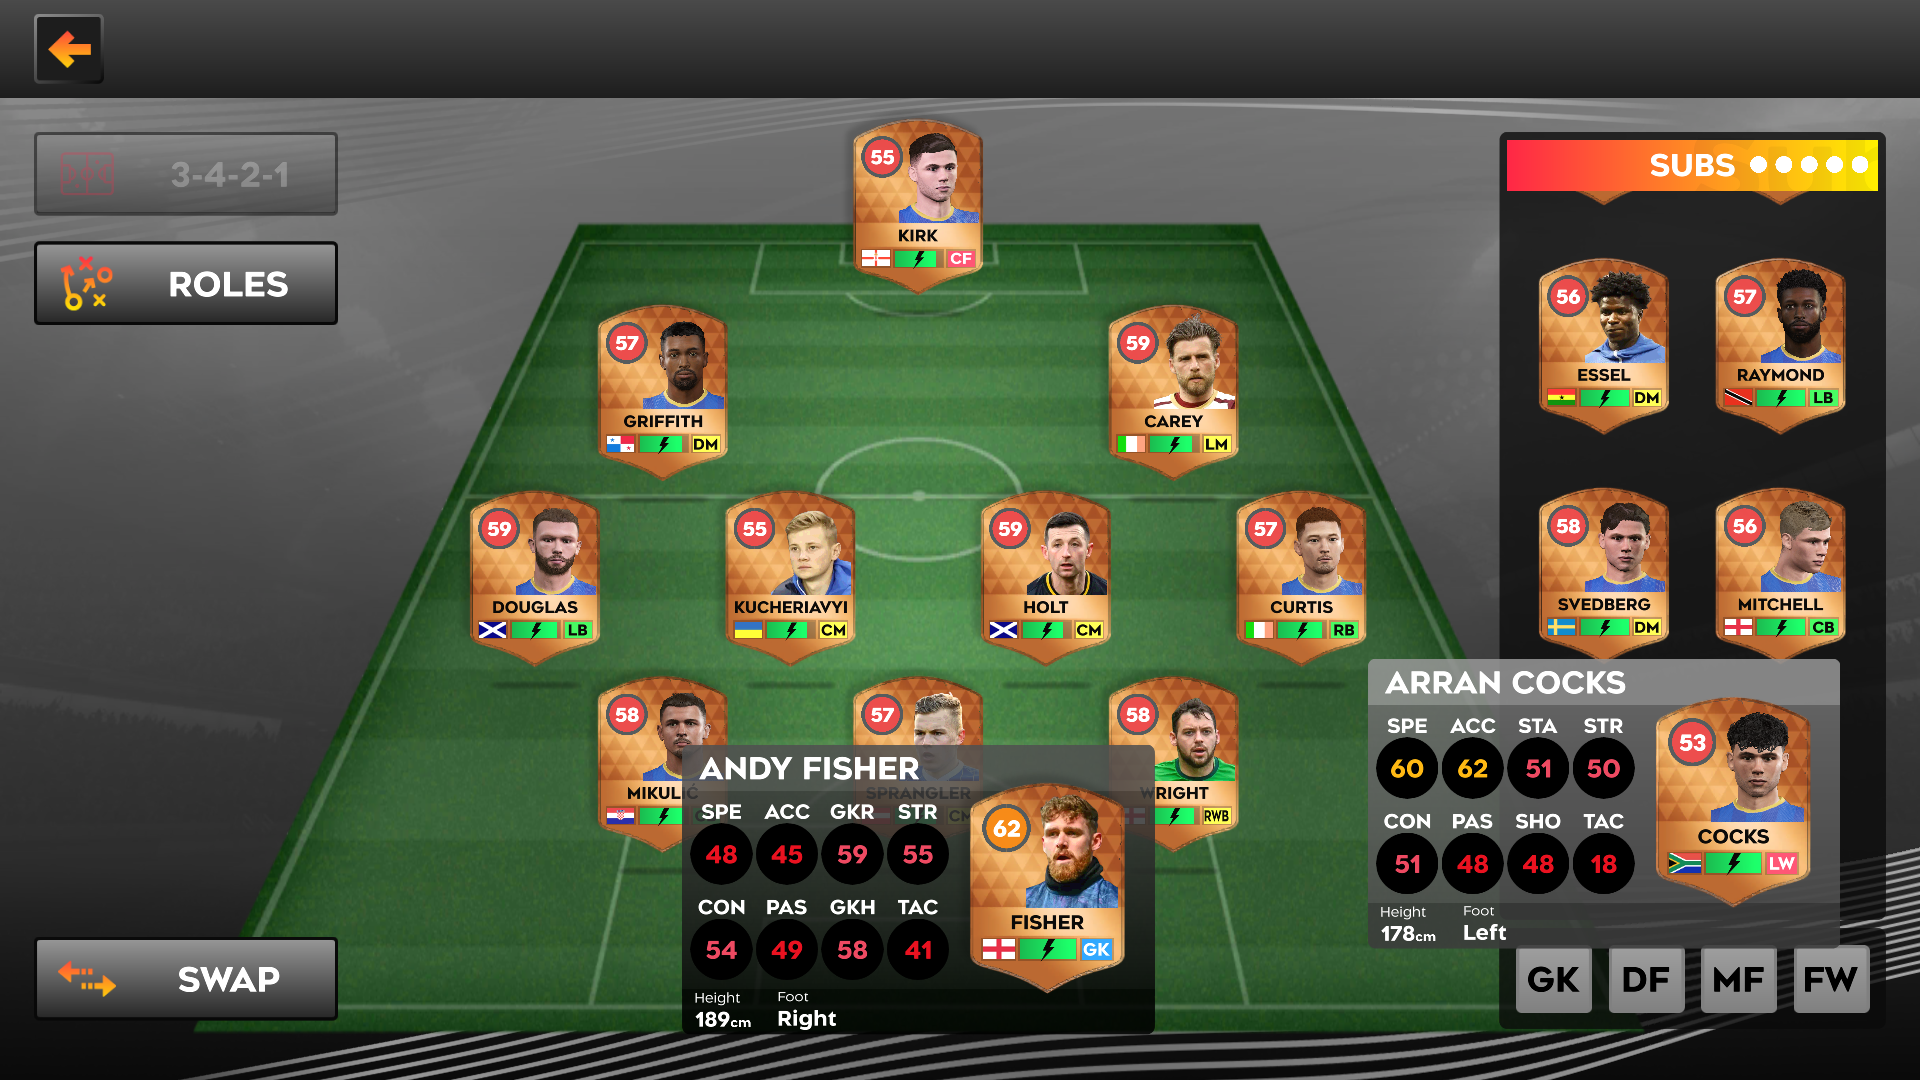 3-4-2-1
ROLES
SWAP
55
KIRK
CF
57
GRIFFITH
DM
59
CAREY
LM
59
DOUGLAS
LB
55
KUCHERIAVYI
CM
59
HOLT
CM
57
CURTIS
RB
58
MIKULIĆ
57
SPRANGLER
CM
58
WRIGHT
RWB
ANDY FISHER
SPE ACC GKR STR
48 45 59 55
CON PAS GKH TAC
54 49 58 41
Height Foot
189cm Right
62
FISHER
GK
SUBS
56
ESSEL
DM
57
RAYMOND
LB
58
SVEDBERG
DM
56
MITCHELL
CB
ARRAN COCKS
SPE ACC STA STR
60 62 51 50
CON PAS SHO TAC
51 48 48 18
Height Foot
178cm Left
53
COCKS
LW
GK DF MF FW